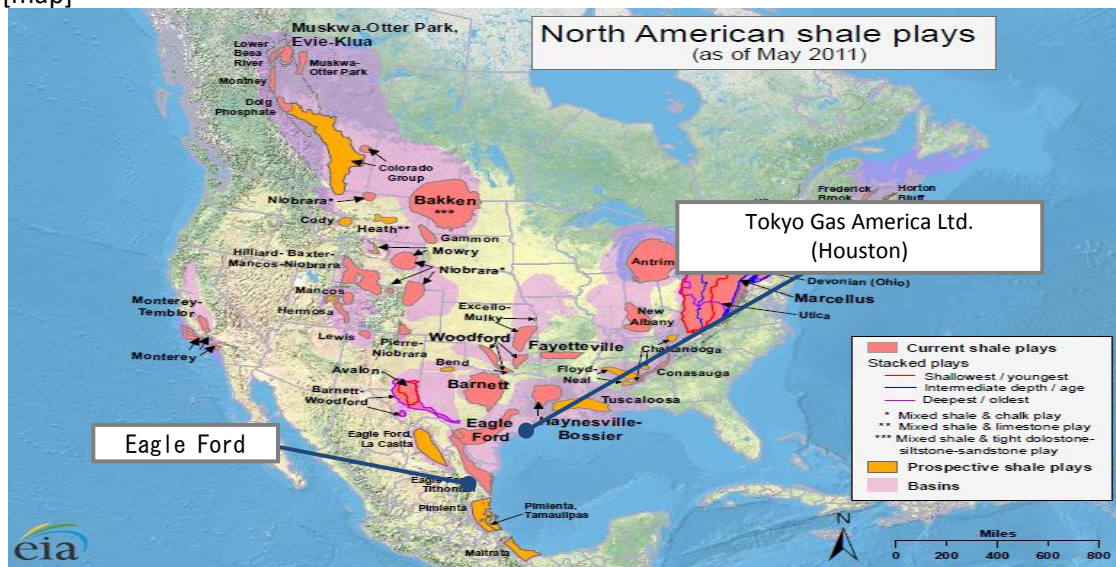 [map]
North American shale plays
(as of May 2011)
Muskwa-Otter Park,
Evie-Klua
Lower
Besa
River
Muskwa-
Otter Park
Montney
Doig
Phosphate
Colorado
Group
Niobrara*
Bakken
***
Cody
Heath**
Gammon
Mowry
Hilliard-Baxter-
Mancos-Niobrara
Niobrara*
Mancos
Hermosa
Monterey-
Temblor
Monterey
Lewis
Pierre-
Niobrara
Excello-
Mulky
Woodford
Bend
Fayetteville
Avalon
Barnett
Barnett-
Woodford
Antrim
New
Albany
Chattanooga
Floyd-
Neal
Conasauga
Tuscaloosa
Haynesville-
Bossier
Eagle
Ford
Eagle Ford,
La Casita
Tithonian
Pimienta
Pimienta,
Tamaulipas
Maltrata
Frederick
Brook
Horton
Bluff
Devonian (Ohio)
Marcellus
Utica
Tokyo Gas America Ltd.
(Houston)
Eagle Ford
Current shale plays
Stacked plays
Shallowest / youngest
Intermediate depth / age
Deepest / oldest
* Mixed shale & chalk play
** Mixed shale & limestone play
*** Mixed shale & tight dolostone-
siltstone-sandstone play
Prospective shale plays
Basins
N
Miles
0 200 400 600 800
eia